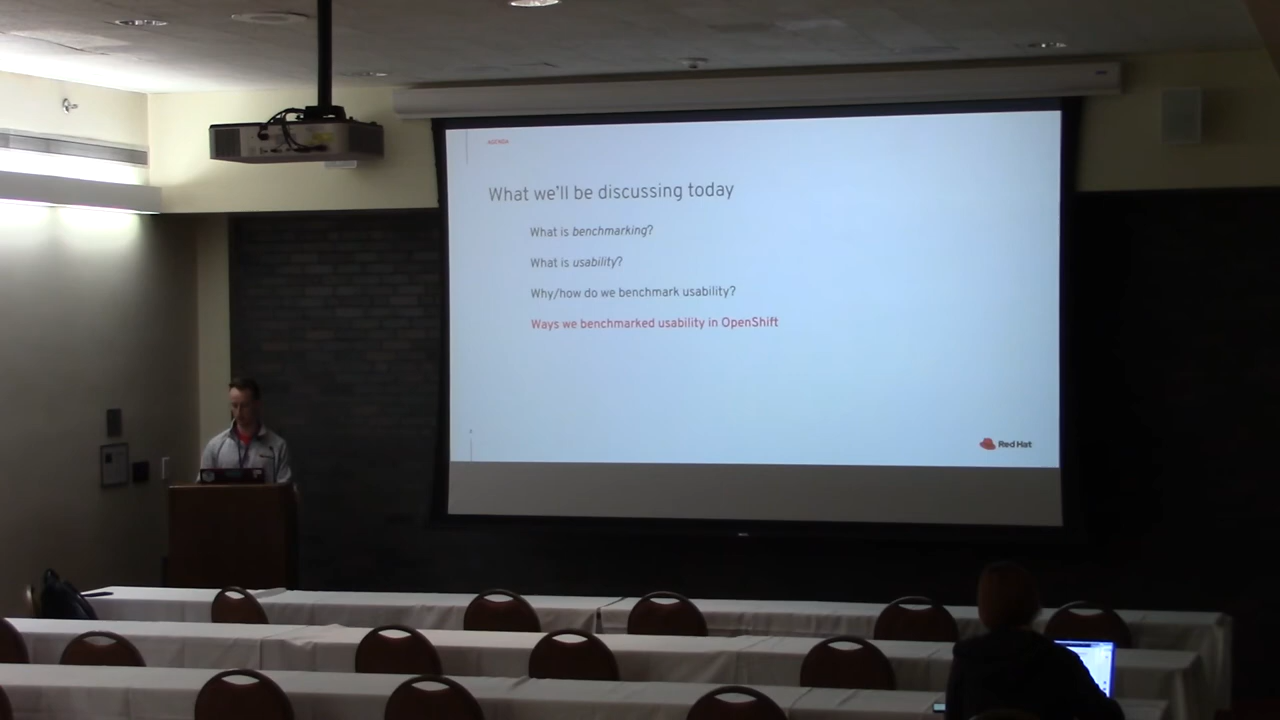 AGENDA
What we'll be discussing today
What is benchmarking?
What is usability?
Why/how do we benchmark usability?
Ways we benchmarked usability in OpenShift
Red Hat